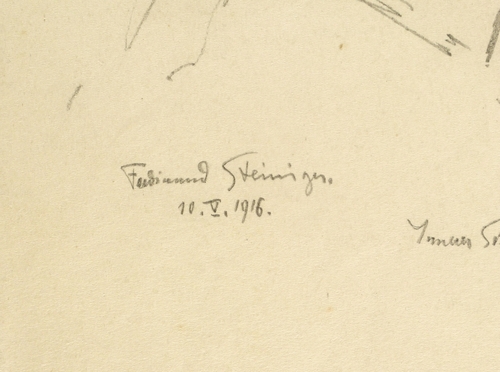 Ferdinand Steiniger.
10. V. 1916.